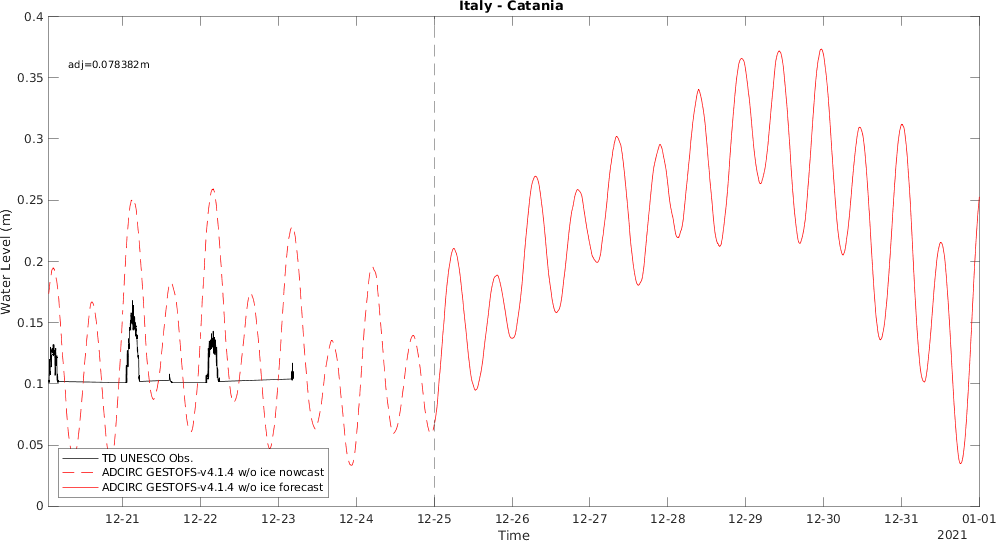 Italy - Catania
0.4
adj=0.078382m
0.35
0.3
0.25
0.2
0.15
0.1
0.05
0
Water Level (m)
TD UNESCO Obs.
ADCIRC GESTOFS-v4.1.4 w/o ice nowcast
ADCIRC GESTOFS-v4.1.4 w/o ice forecast
12-21 12-22 12-23 12-24 12-25 12-26 12-27 12-28 12-29 12-30 12-31 01-01
Time
2021